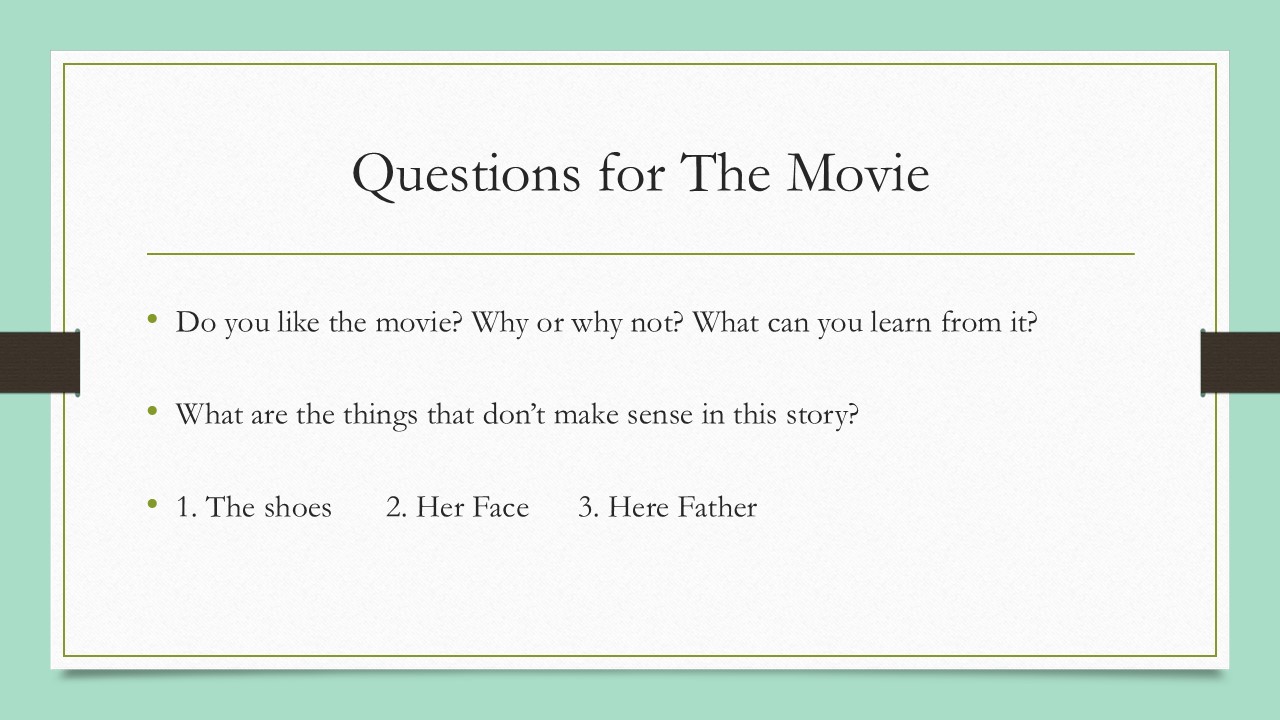 Questions for The Movie
• Do you like the movie? Why or why not? What can you learn from it?
• What are the things that don’t make sense in this story?
• 1. The shoes 2. Her Face 3. Here Father